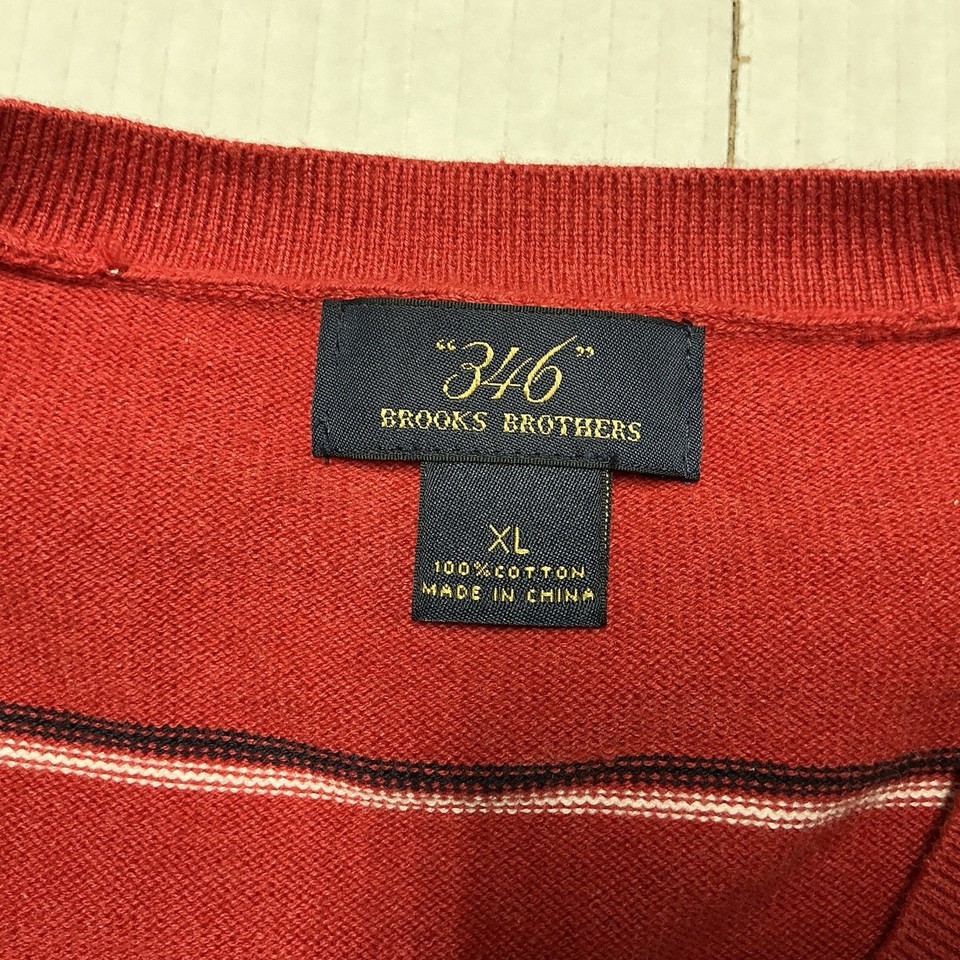 "346"
BROOKS BROTHERS
XL
100% COTTON
MADE IN CHINA